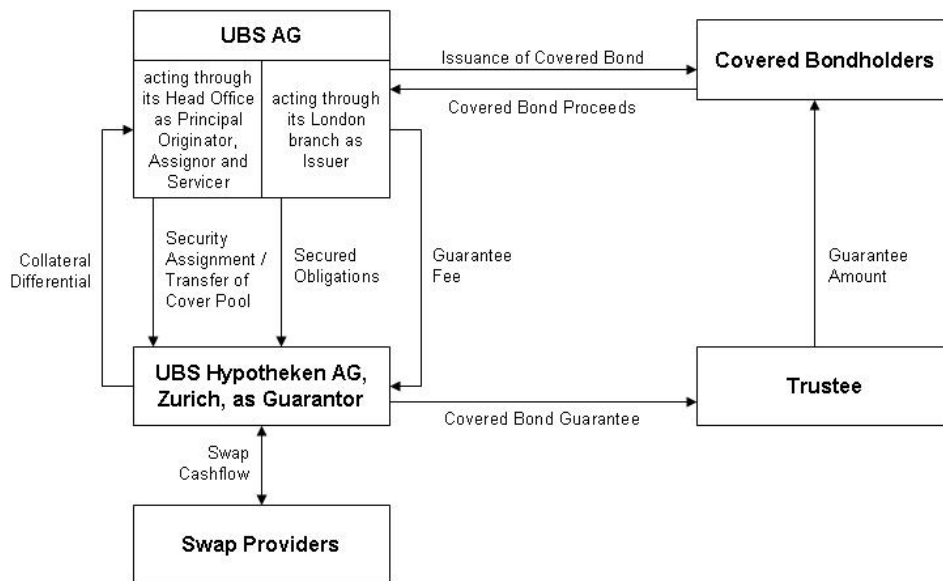 UBS AG
acting through
its Head Office
as Principal
Originator,
Assignor and
Servicer
acting through
its London
branch as
Issuer
Issuance of Covered Bond
Covered Bond Proceeds
Covered Bondholders
Collateral
Differential
Security
Assignment /
Transfer of
Cover Pool
Secured
Obligations
Guarantee
Fee
Guarantee
Amount
UBS Hypotheken AG,
Zurich, as Guarantor
Covered Bond Guarantee
Trustee
Swap
Cashflow
Swap Providers